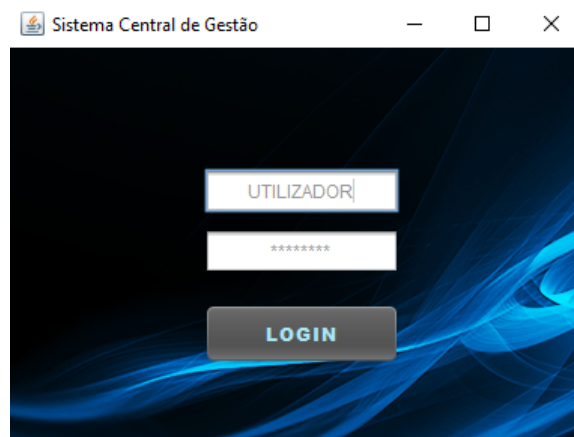 Sistema Central de Gestão
UTILIZADOR
********
LOGIN